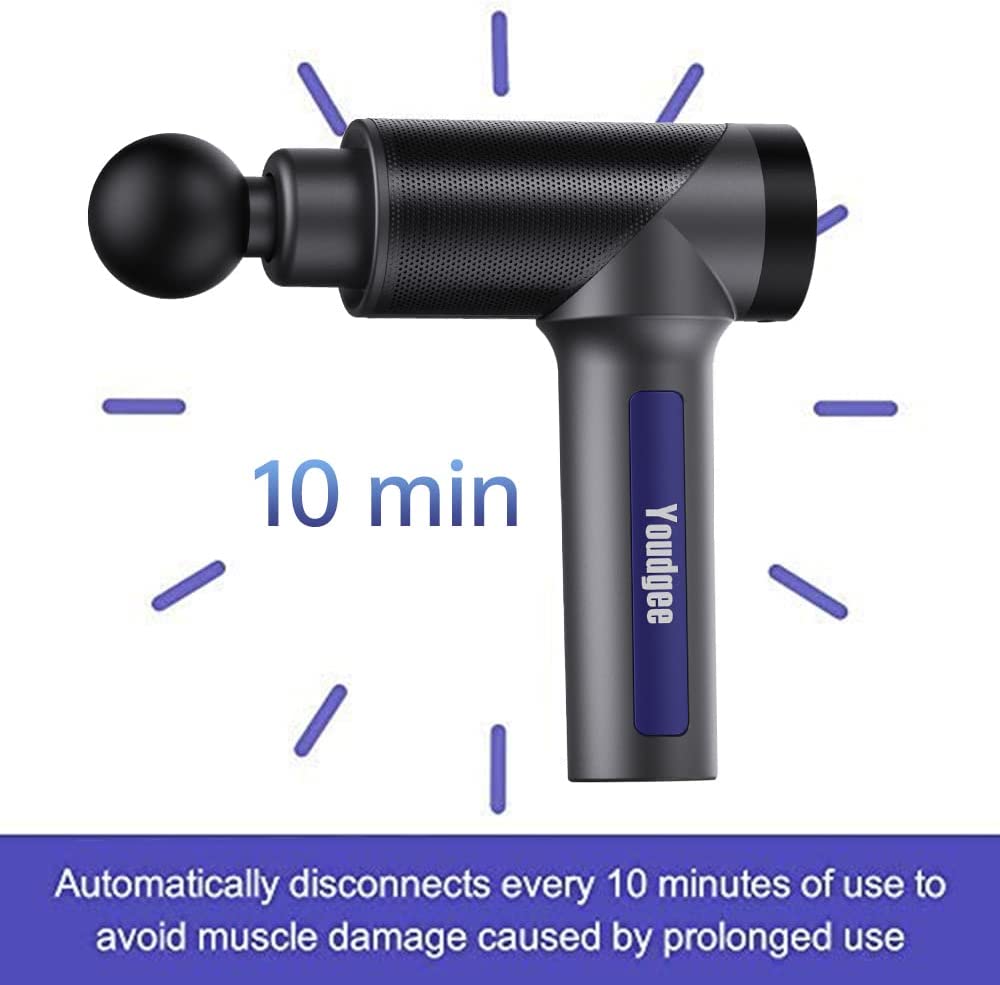 10 min
Youdgee
Automatically disconnects every 10 minutes of use to
avoid muscle damage caused by prolonged use